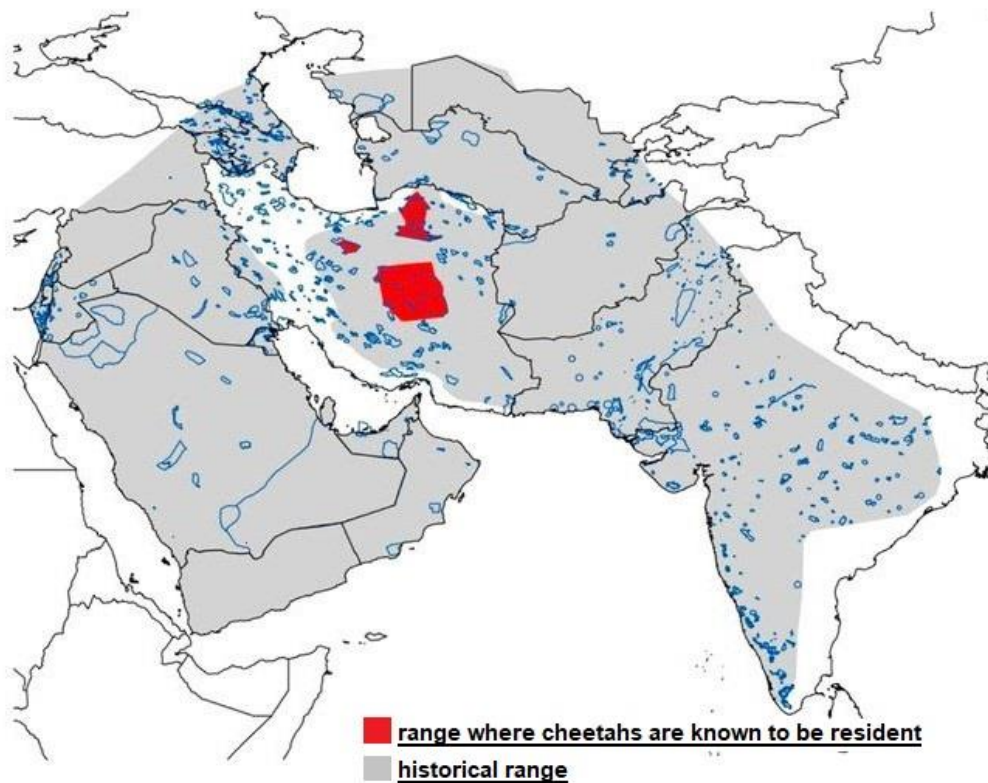 range where cheetahs are known to be resident
historical range